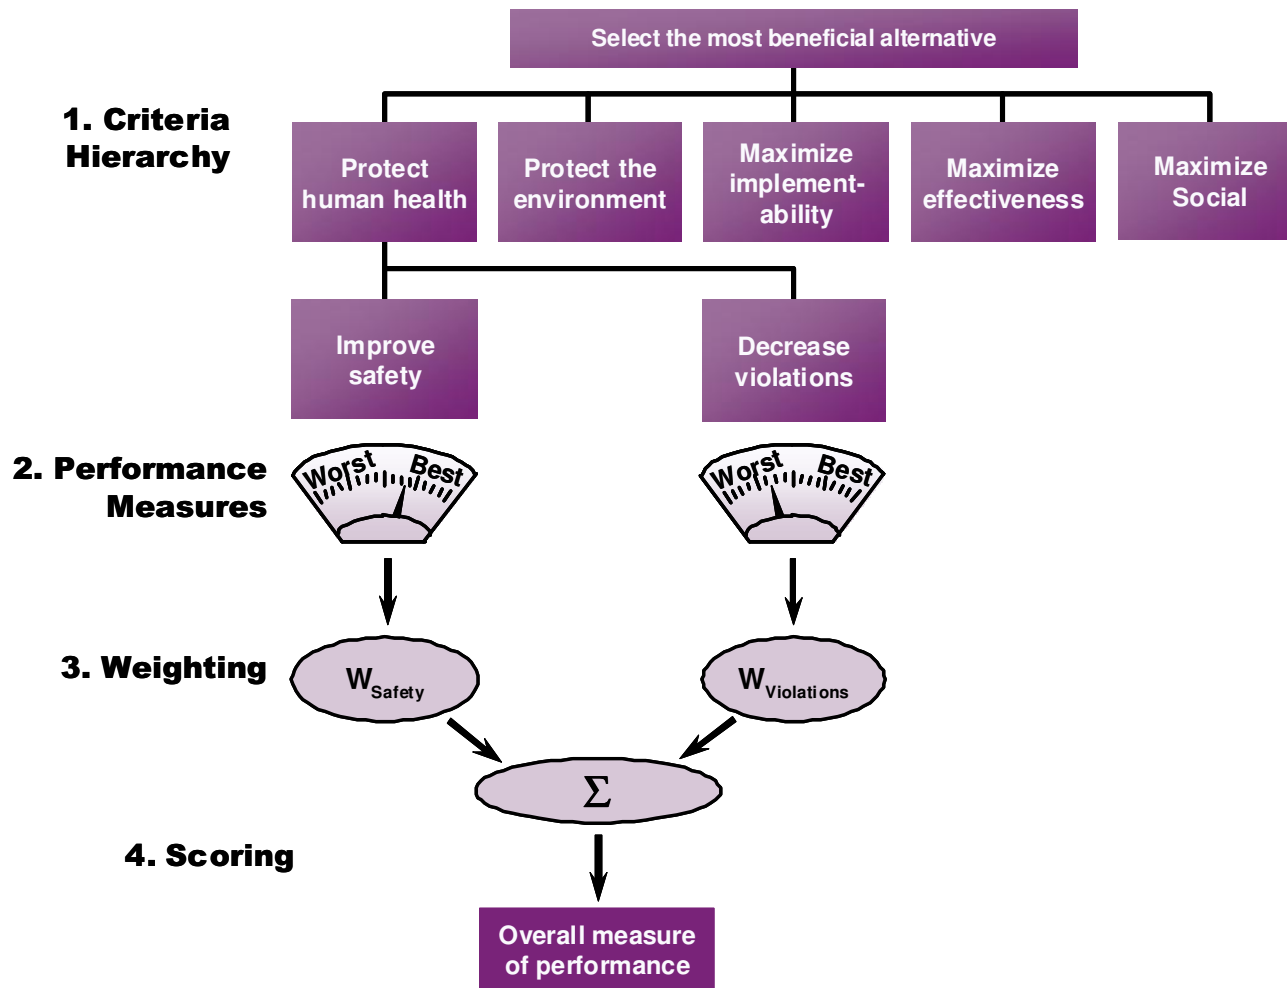 Select the most beneficial alternative
1. Criteria
Hierarchy
Protect
human health
Protect the
environment
Maximize
implement-
ability
Maximize
effectiveness
Maximize
Social
Improve
safety
Decrease
violations
2. Performance
Measures
Worst Best
Worst Best
3. Weighting
W Safety
W Violations
Σ
4. Scoring
Overall measure
of performance